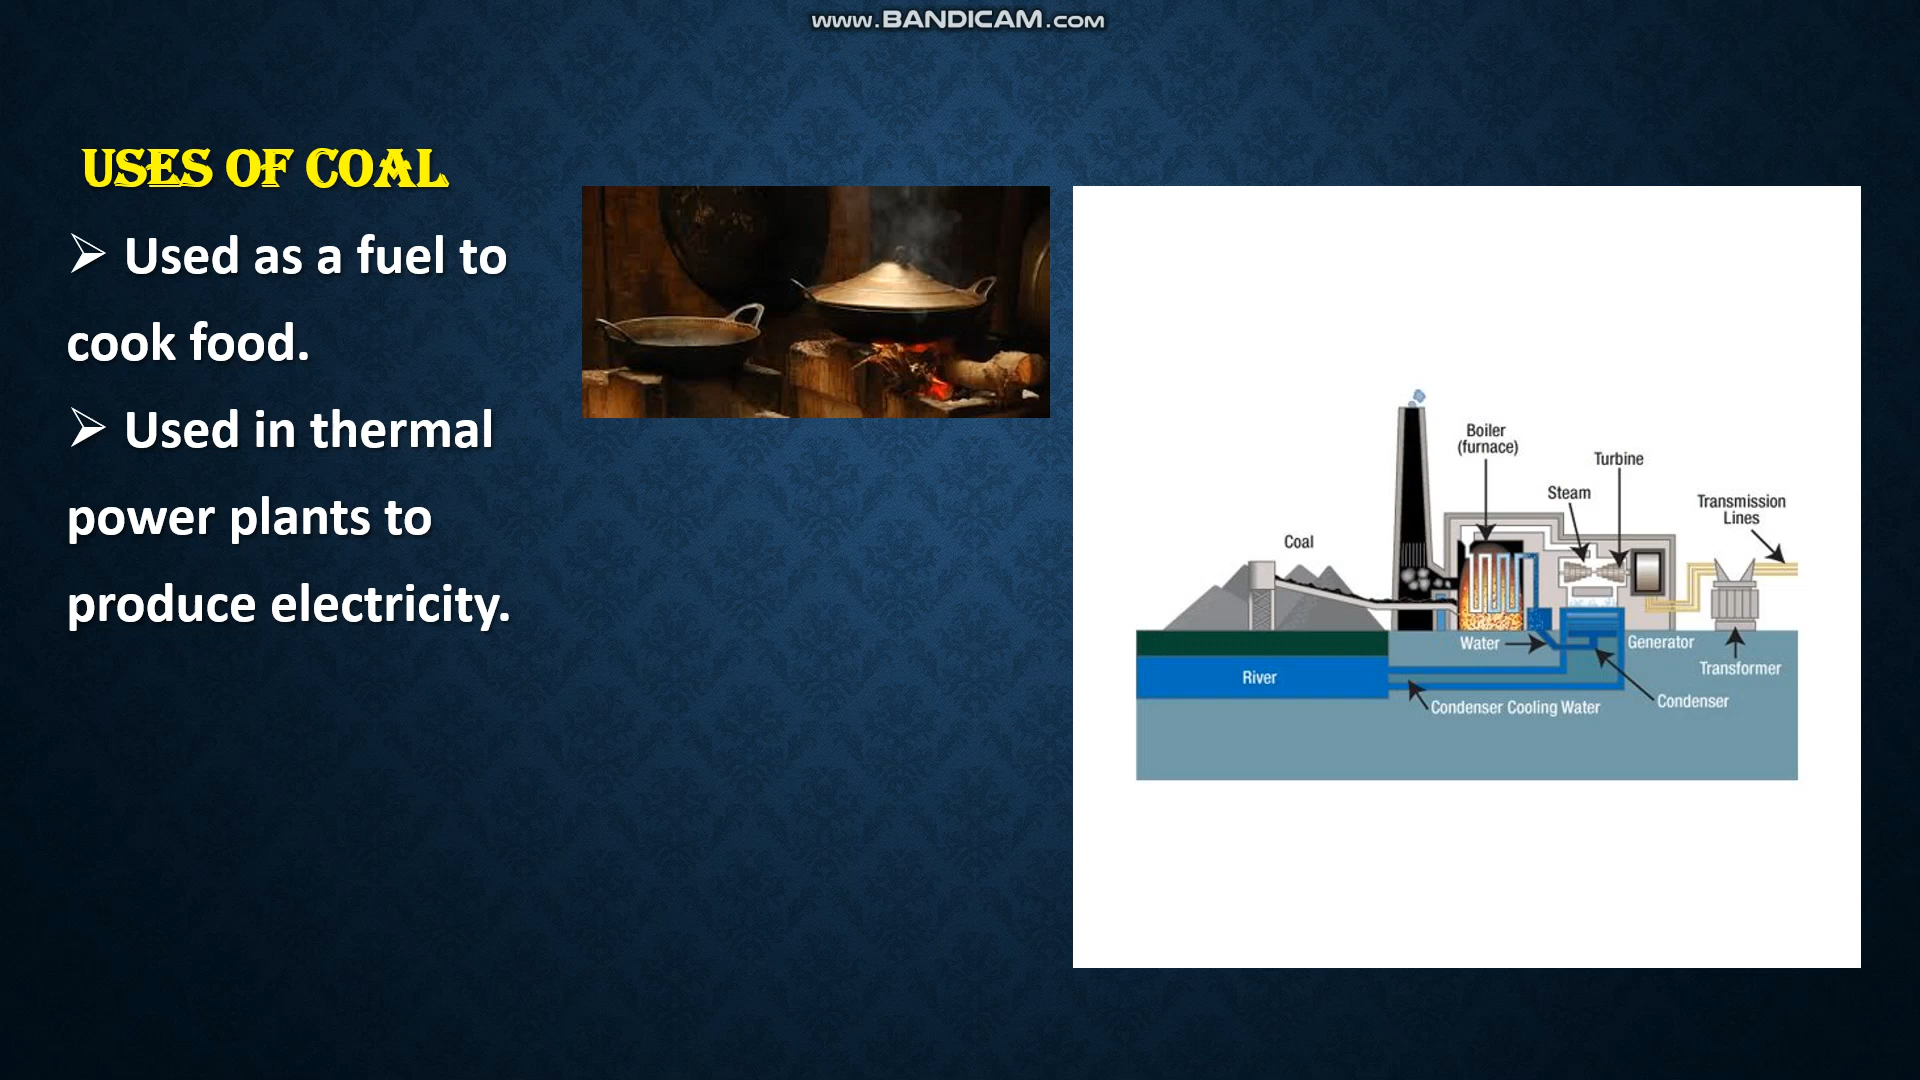 www.BANDICAM.com
USES OF COAL
➢ Used as a fuel to
cook food.
➢ Used in thermal
power plants to
produce electricity.
Boiler
(furnace)
Turbine
Steam
Transmission
Lines
Coal
Water
Generator
Transformer
River
Condenser
Condenser Cooling Water